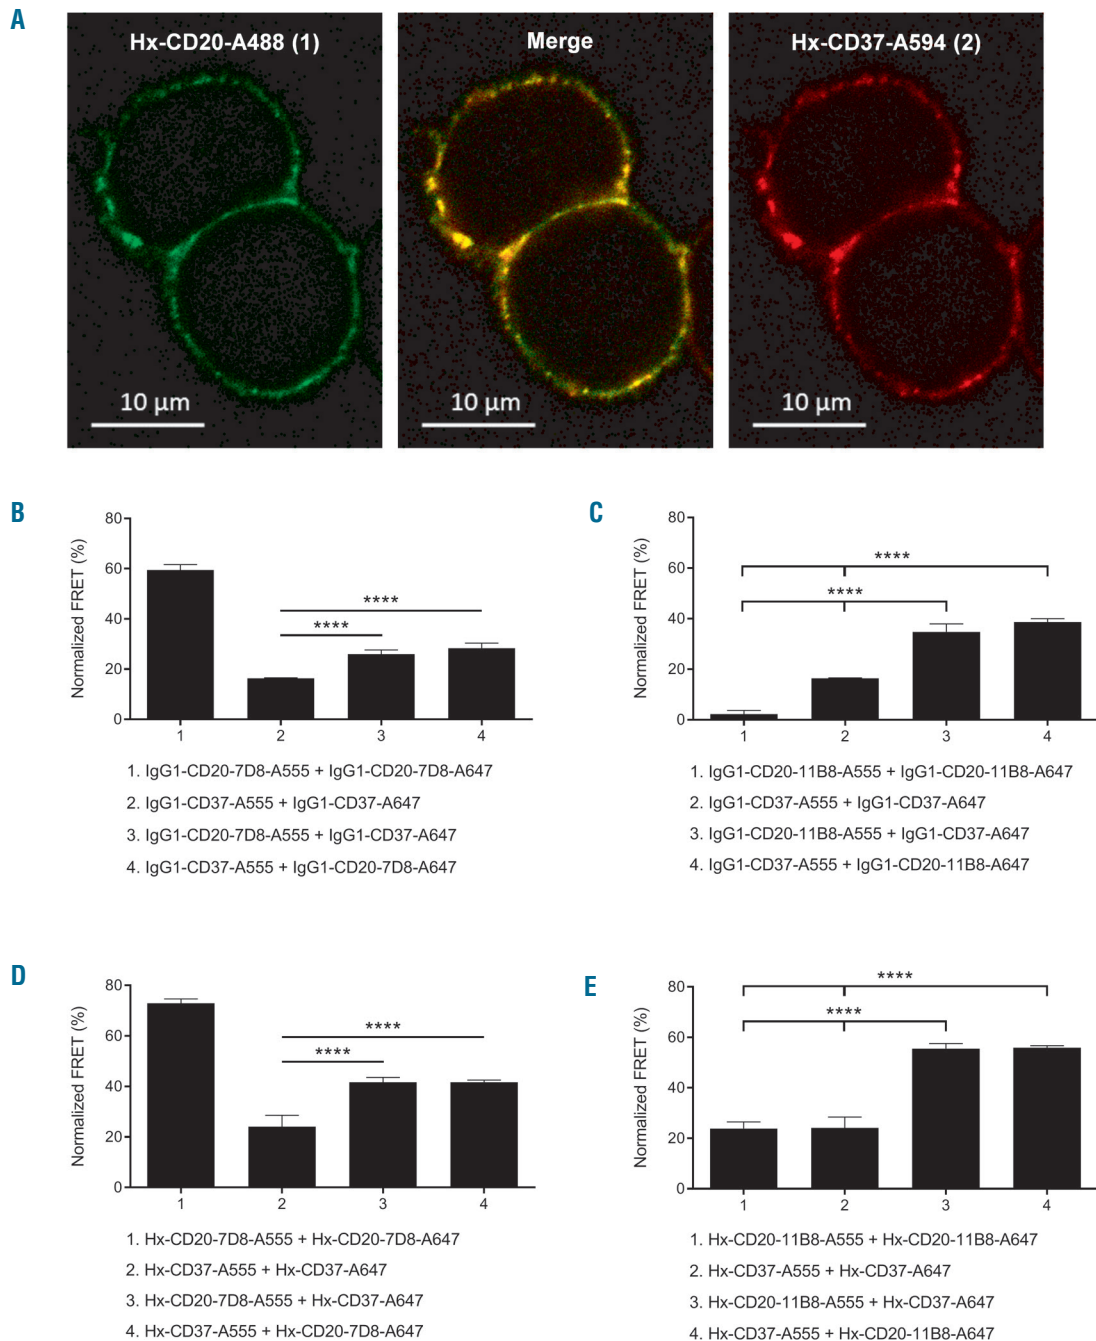 A
Hx-CD20-A488 (1)
Merge
Hx-CD37-A594 (2)
10 µm
10 µm
10 µm
B
Normalized FRET (%)
80
60
40
20
0
****
****
1 2 3 4
1. IgG1-CD20-7D8-A555 + IgG1-CD20-7D8-A647
2. IgG1-CD37-A555 + IgG1-CD37-A647
3. IgG1-CD20-7D8-A555 + IgG1-CD37-A647
4. IgG1-CD37-A555 + IgG1-CD20-7D8-A647
C
Normalized FRET (%)
80
60
40
20
0
****
****
1 2 3 4
1. IgG1-CD20-11B8-A555 + IgG1-CD20-11B8-A647
2. IgG1-CD37-A555 + IgG1-CD37-A647
3. IgG1-CD20-11B8-A555 + IgG1-CD37-A647
4. IgG1-CD37-A555 + IgG1-CD20-11B8-A647
D
Normalized FRET (%)
80
60
40
20
0
****
****
1 2 3 4
1. Hx-CD20-7D8-A555 + Hx-CD20-7D8-A647
2. Hx-CD37-A555 + Hx-CD37-A647
3. Hx-CD20-7D8-A555 + Hx-CD37-A647
4. Hx-CD37-A555 + Hx-CD20-7D8-A647
E
Normalized FRET (%)
80
60
40
20
0
****
****
1 2 3 4
1. Hx-CD20-11B8-A555 + Hx-CD20-11B8-A647
2. Hx-CD37-A555 + Hx-CD37-A647
3. Hx-CD20-11B8-A555 + Hx-CD37-A647
4. Hx-CD37-A555 + Hx-CD20-11B8-A647